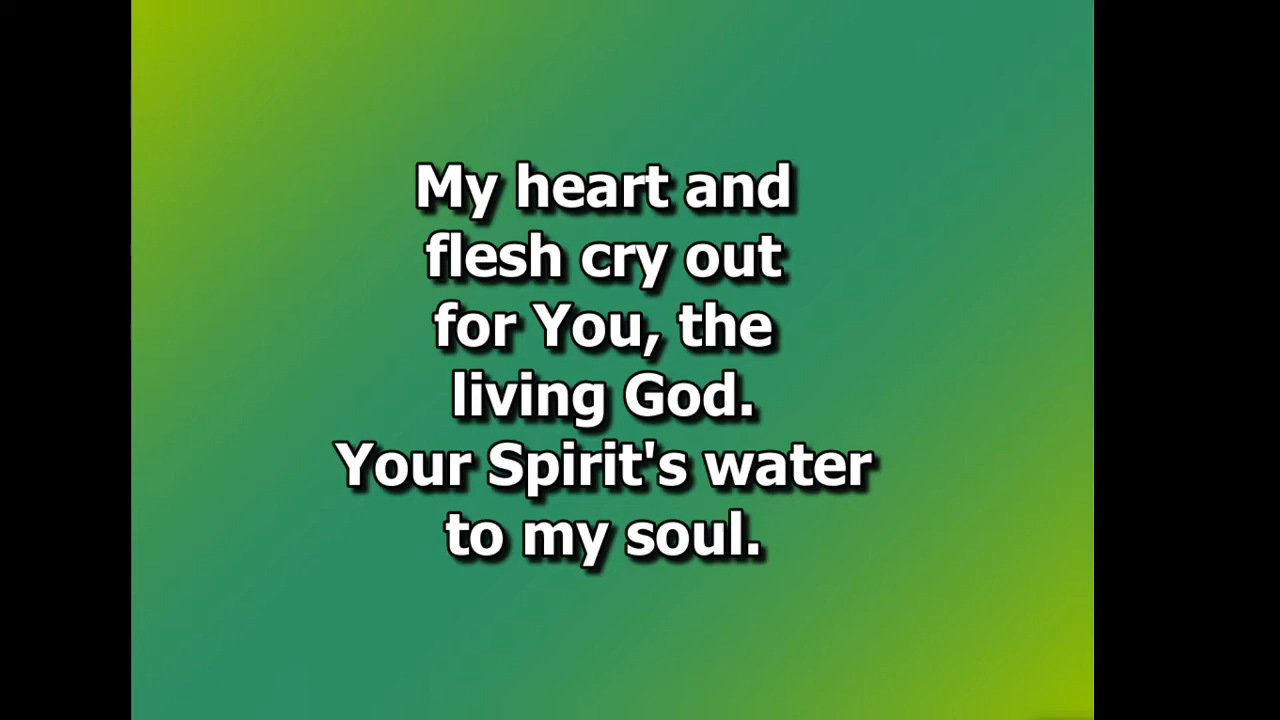 My heart and
flesh cry out
for You, the
living God.
Your Spirit's water
to my soul.